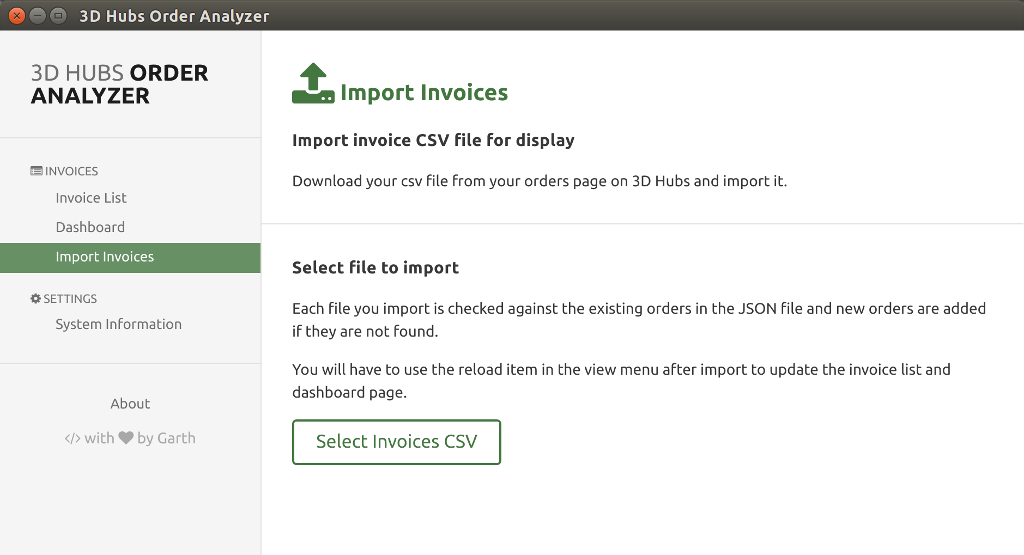 3D Hubs Order Analyzer
3D HUBS ORDER
ANALYZER
INVOICES
Invoice List
Dashboard
Import Invoices
SETTINGS
System Information
About
</> with ♥ by Garth
Import Invoices
Import invoice CSV file for display
Download your csv file from your orders page on 3D Hubs and import it.
Select file to import
Each file you import is checked against the existing orders in the JSON file and new orders are added
if they are not found.
You will have to use the reload item in the view menu after import to update the invoice list and
dashboard page.
Select Invoices CSV